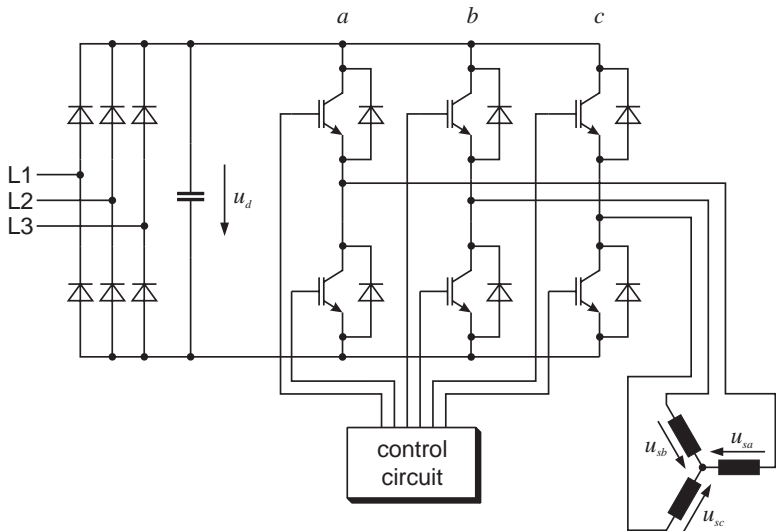 a b c
L1
L2
L3
u_d
control
circuit
u_sb
u_sa
u_sc